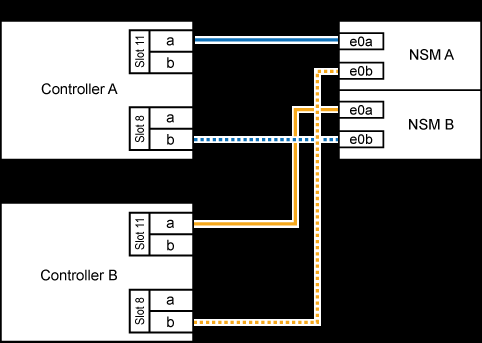 Controller A
Slot 11
a
b
Slot 8
a
b
e0a
e0b
NSM A
e0a
e0b
NSM B
Controller B
Slot 11
a
b
Slot 8
a
b